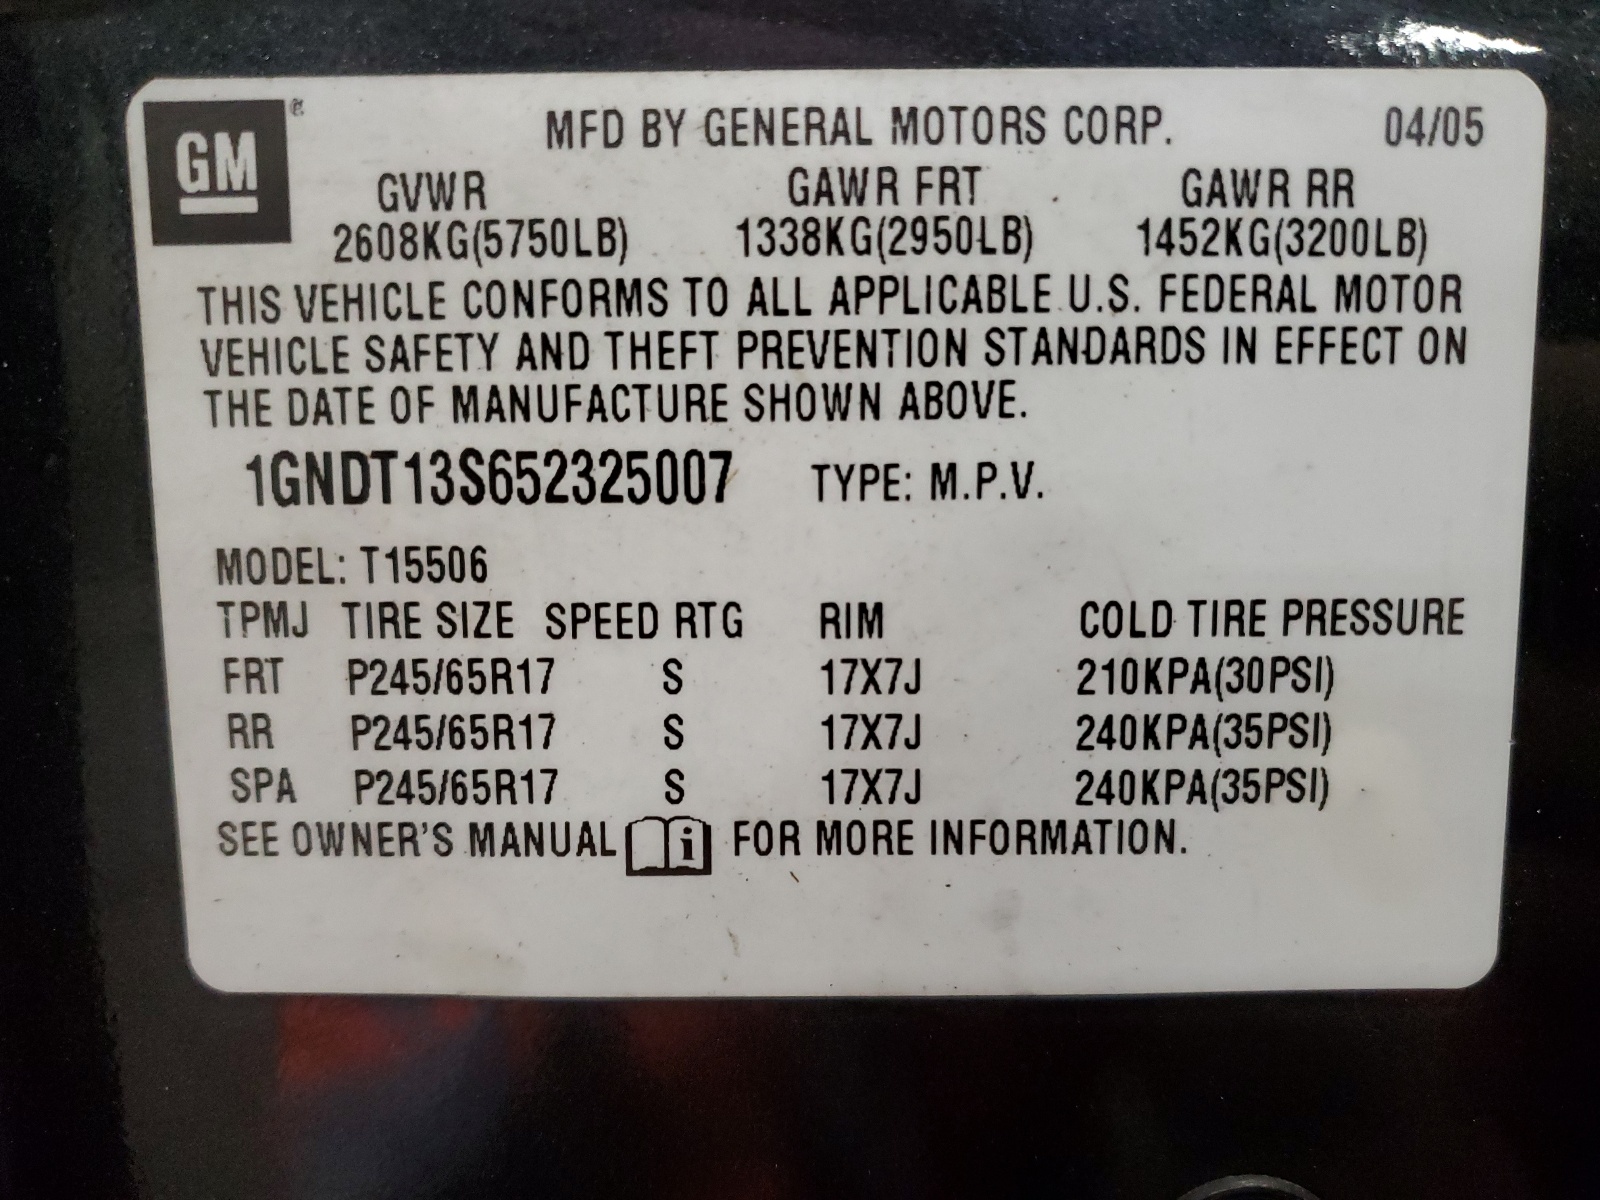 GM®
MFD BY GENERAL MOTORS CORP. 04/05
GVWR GAWR FRT GAWR RR
2608KG(5750LB) 1338KG(2950LB) 1452KG(3200LB)
THIS VEHICLE CONFORMS TO ALL APPLICABLE U.S. FEDERAL MOTOR
VEHICLE SAFETY AND THEFT PREVENTION STANDARDS IN EFFECT ON
THE DATE OF MANUFACTURE SHOWN ABOVE.
1GNDT13S652325007 TYPE: M.P.V.
MODEL: T15506
TPMJ TIRE SIZE SPEED RTG RIM COLD TIRE PRESSURE
FRT P245/65R17 S 17X7J 210KPA(30PSI)
RR P245/65R17 S 17X7J 240KPA(35PSI)
SPA P245/65R17 S 17X7J 240KPA(35PSI)
SEE OWNER'S MANUAL i FOR MORE INFORMATION.